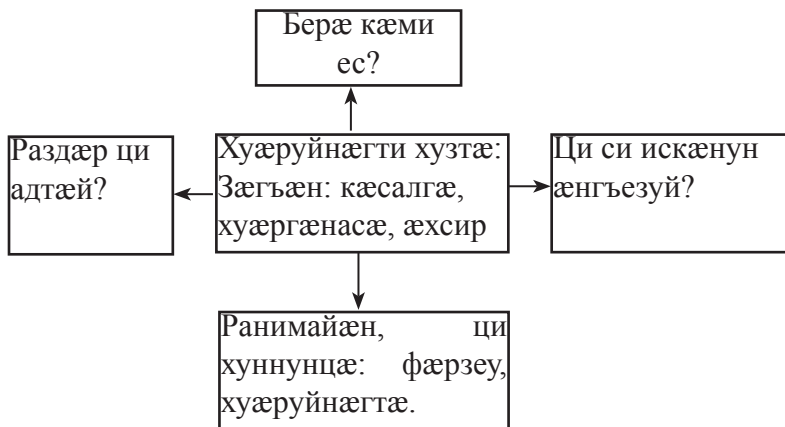 Берæ кæми
ес?
Раздæр ци
адтæй?
Хуæруйнæгти хузтæ:
Зæгъæн: кæсалгæ,
хуæргæнасæ, æхсир
Ци си искæнун
æнгъезуй?
Ранимайæн, ци
хуннунцæ: фæрзеу,
хуæруйнæгтæ.